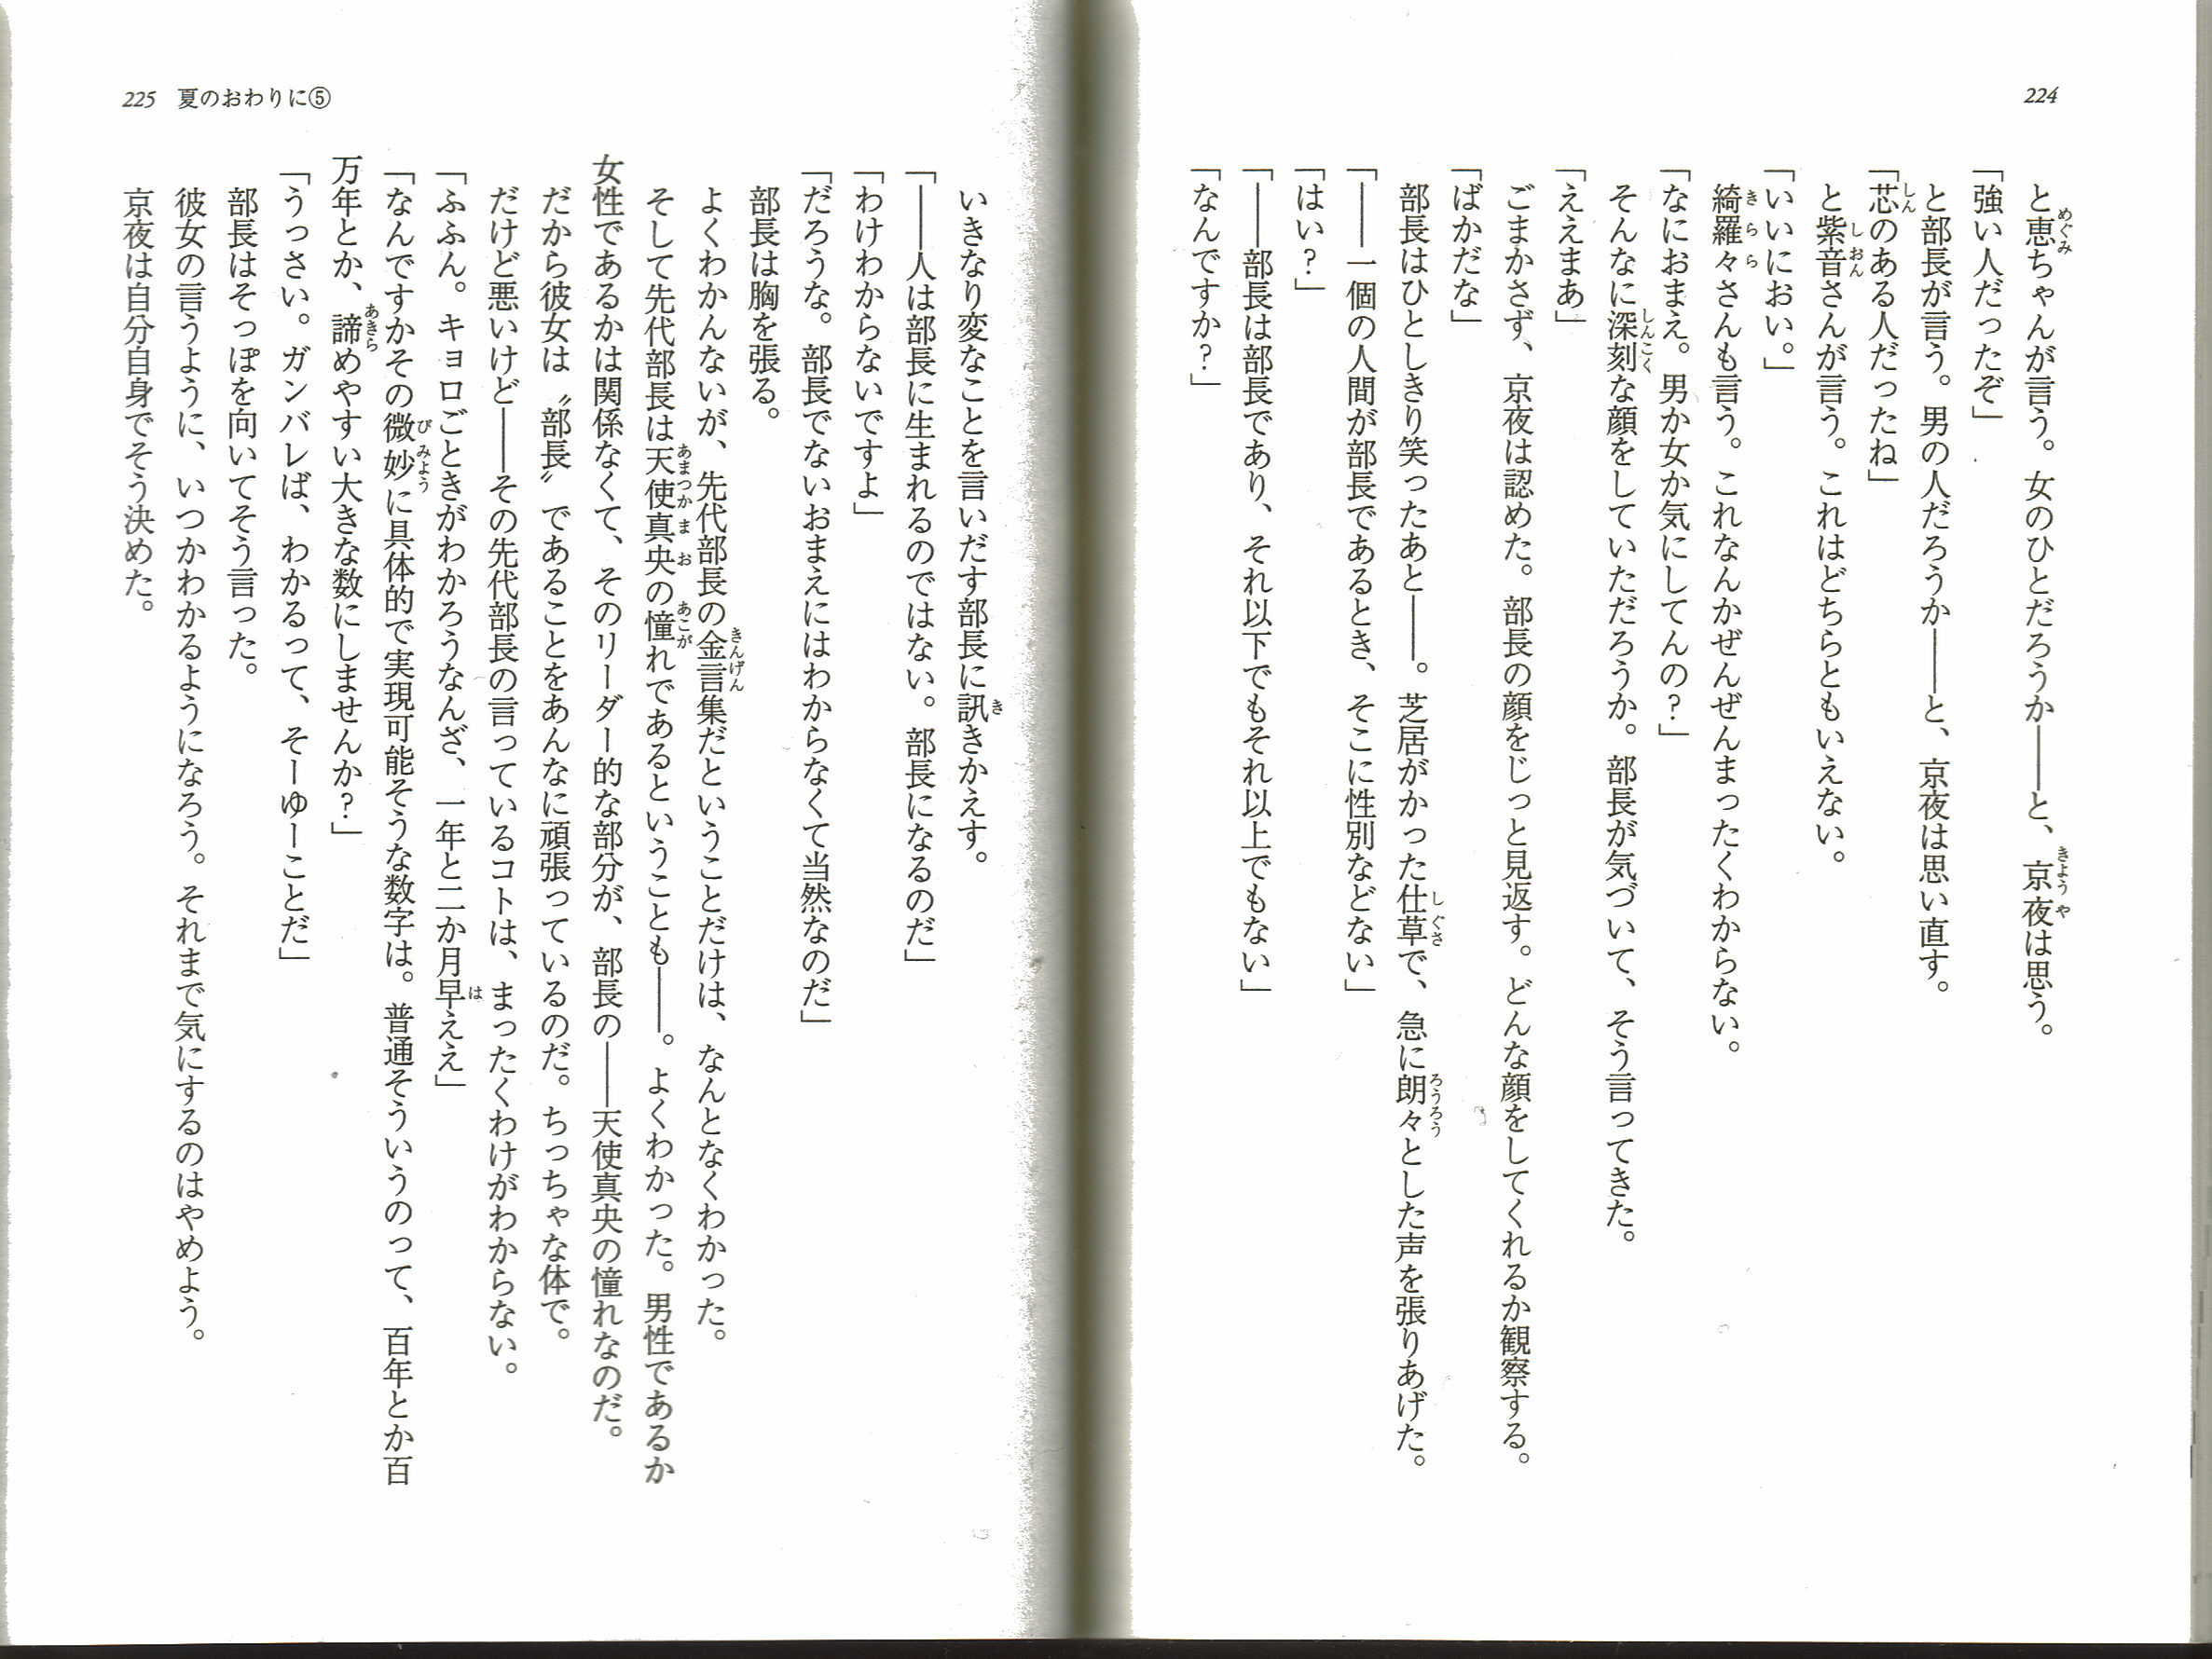 224
と恵ちゃんが言う。女のひとだろうか――と、京夜は思う。
「強い人だったぞ」
と部長が言う。男の人だろうか――と、京夜は思い直す。
「芯のある人だったね」
と紫音さんが言う。これはどちらともいえない。
「いいにおい。」
綺羅々さんも言う。これなんかぜんぜんまったくわからない。
「なにおまえ。男か女か気にしてんの?」
そんなに深刻な顔をしていただろうか。部長が気づいて、そう言ってきた。
「ええまあ」
ごまかさず、京夜は認めた。部長の顔をじっと見返す。どんな顔をしてくれるか観察する。
「ばかだな」
部長はひとしきり笑ったあと――。芝居がかった仕草で、急に朗々とした声を張りあげた。
「――一個の人間が部長であるとき、そこに性別などない」
「はい?」
「――部長は部長であり、それ以下でもそれ以上でもない」
「なんですか?」
225 夏のおわりに⑤
いきなり変なことを言いだす部長に訊きかえす。
「――人は部長に生まれるのではない。部長になるのだ」
「わけわからないですよ」
「だろうな。部長でないおまえにはわからなくて当然なのだ」
部長は胸を張る。
よくわかんないが、先代部長の金言集だということだけは、なんとなくわかった。
そして先代部長は天使真央の憧れであるということも――。よくわかった。男性であるか
女性であるかは関係なくて、そのリーダー的な部分が、部長の――天使真央の憧れなのだ。
だから彼女は〝部長〟であることをあんなに頑張っているのだ。ちっちゃな体で。
だけど悪いけど――その先代部長の言っているコトは、まったくわけがわからない。
「ふふん。キョロごときがわかろうなんざ、一年と二か月早ええ」
「なんですかその微妙に具体的で実現可能そうな数字は。普通そういうのって、百年とか百
万年とか、諦めやすい大きな数にしませんか?」
「うっさい。ガンバレば、わかるって、そーゆーことだ」
部長はそっぽを向いてそう言った。
彼女の言うように、いつかわかるようになろう。それまで気にするのはやめよう。
京夜は自分自身でそう決めた。